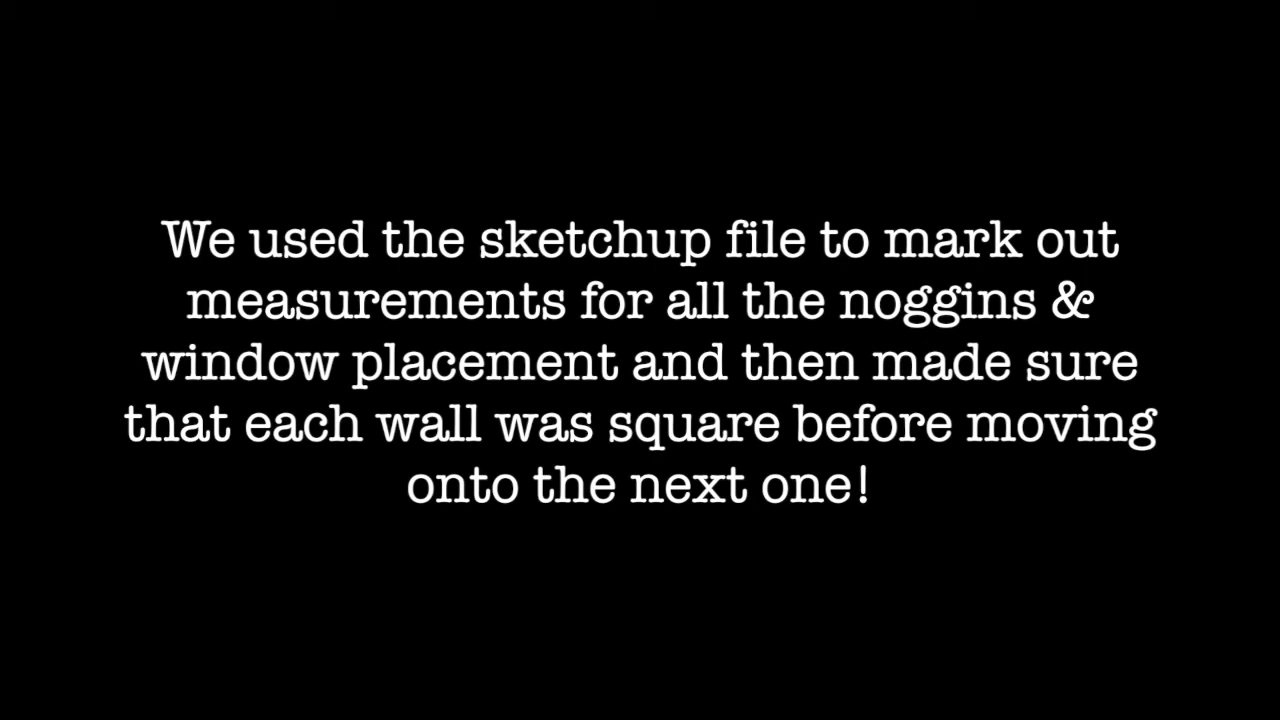 We used the sketchup file to mark out
measurements for all the noggins &
window placement and then made sure
that each wall was square before moving
onto the next one!